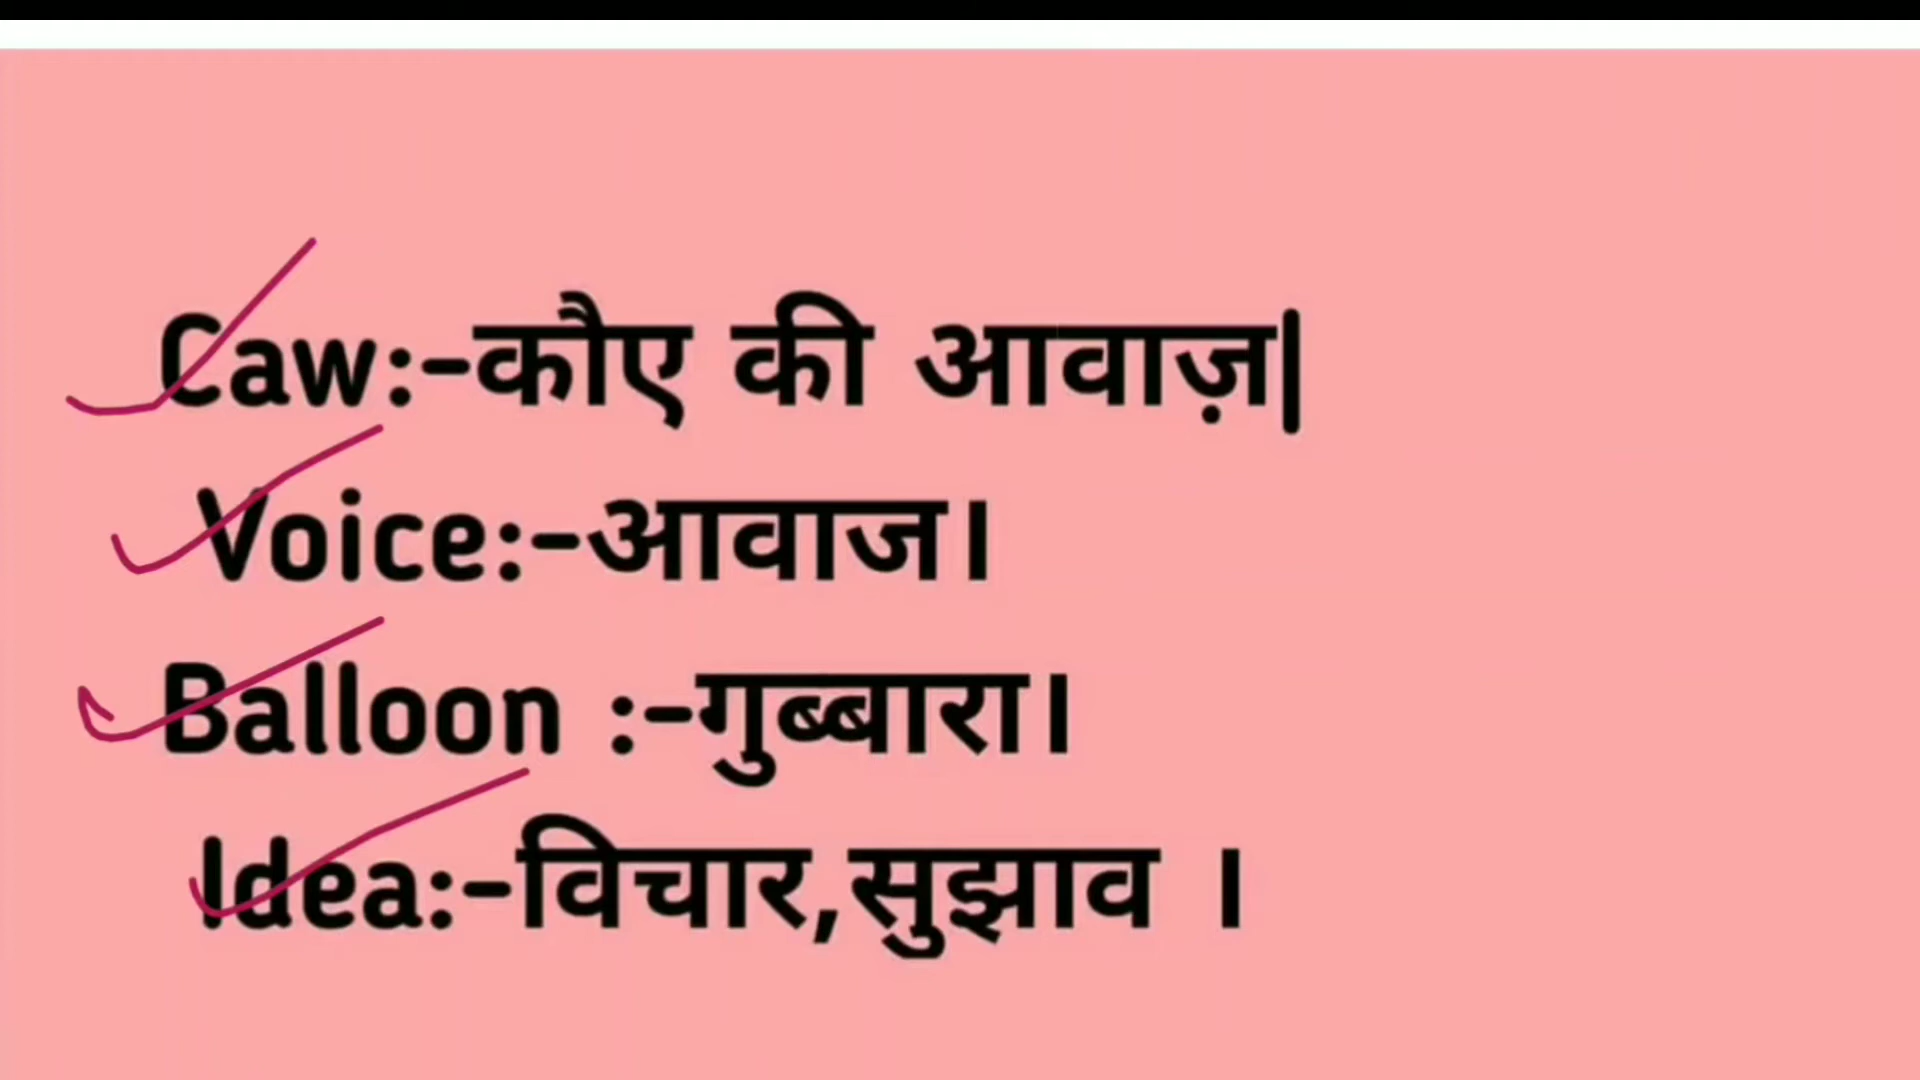 Caw:-कौए की आवाज़|
Voice:-आवाज।
Balloon :-गुब्बारा।
Idea:-विचार,सुझाव ।